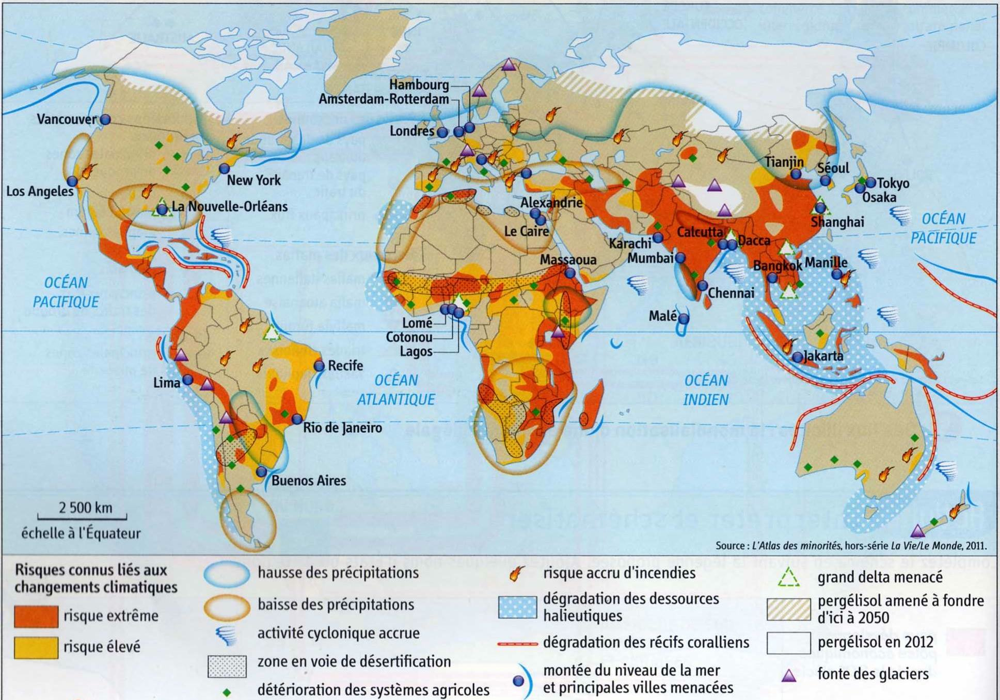 Hambourg
Amsterdam-Rotterdam
Londres
Vancouver
Los Angeles
New York
La Nouvelle-Orléans
Alexandrie
Le Caire
Massaoua
Karachi
Mumbai
Calcutta
Dacca
Tianjin
Séoul
Tokyo
Osaka
Shanghai
Bangkok
Manille
Chennai
Malé
Jakarta
Lomé
Cotonou
Lagos
Recife
Lima
Rio de Janeiro
Buenos Aires
OCÉAN
PACIFIQUE
OCÉAN
PACIFIQUE
OCÉAN
ATLANTIQUE
OCÉAN
INDIEN
2 500 km
échelle à l'Équateur
Source : L'Atlas des minorités, hors-série La Vie/Le Monde, 2011.
Risques connus liés aux
changements climatiques
risque extrême
risque élevé
hausse des précipitations
baisse des précipitations
activité cyclonique accrue
zone en voie de désertification
détérioration des systèmes agricoles
risque accru d'incendies
dégradation des dessources
halieutiques
dégradation des récifs coralliens
montée du niveau de la mer
et principales villes menacées
grand delta menacé
pergélisol amené à fondre
d'ici à 2050
pergélisol en 2012
fonte des glaciers